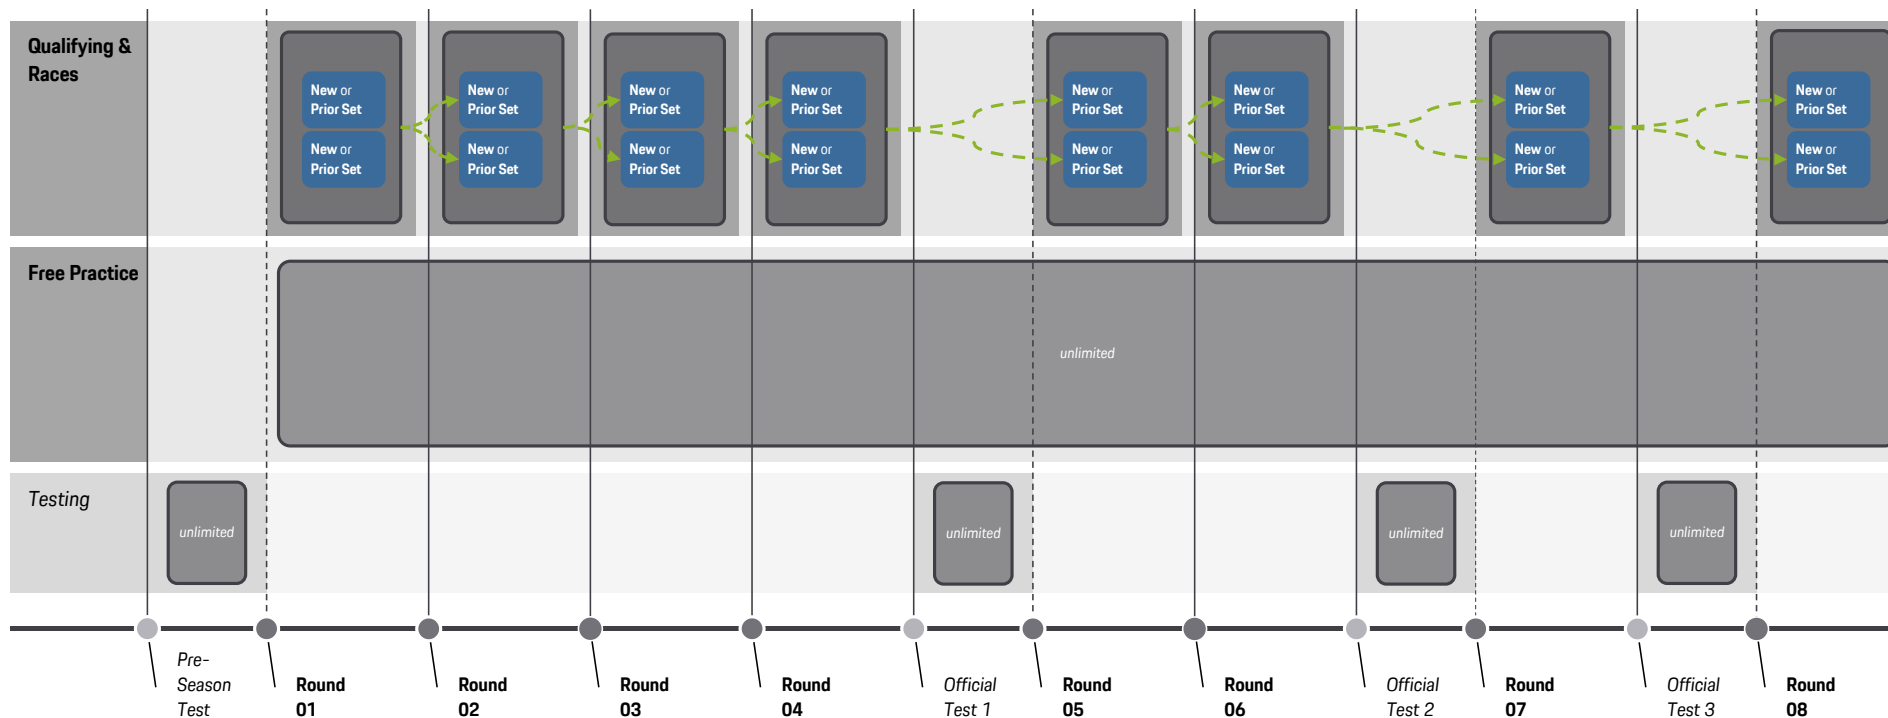 Qualifying &
Races
New or
Prior Set
New or
Prior Set
New or
Prior Set
New or
Prior Set
New or
Prior Set
New or
Prior Set
New or
Prior Set
New or
Prior Set
New or
Prior Set
New or
Prior Set
New or
Prior Set
New or
Prior Set
New or
Prior Set
New or
Prior Set
New or
Prior Set
New or
Prior Set
Free Practice
unlimited
Testing
unlimited
unlimited
unlimited
unlimited
Pre-
Season
Test
Round
01
Round
02
Round
03
Round
04
Official
Test 1
Round
05
Round
06
Official
Test 2
Round
07
Official
Test 3
Round
08